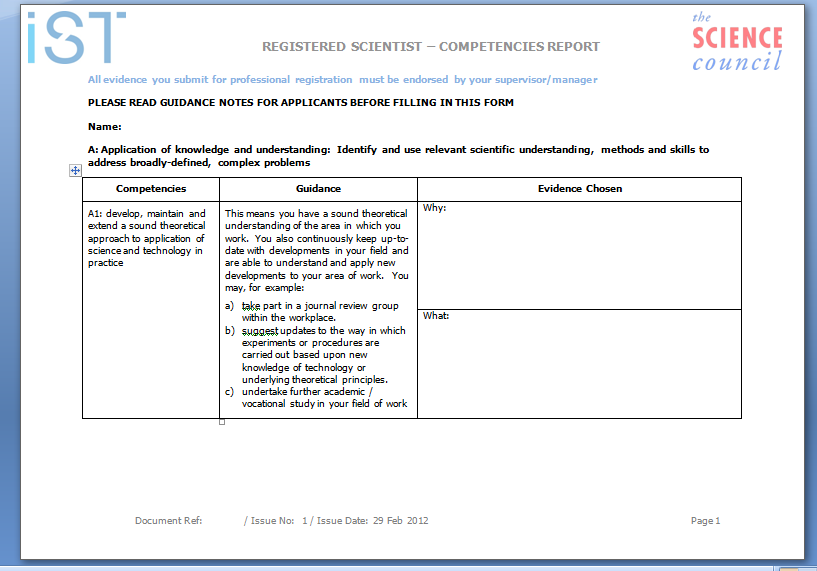 iST
the
SCIENCE
council
REGISTERED SCIENTIST – COMPETENCIES REPORT
All evidence you submit for professional registration must be endorsed by your supervisor/manager
PLEASE READ GUIDANCE NOTES FOR APPLICANTS BEFORE FILLING IN THIS FORM
Name:
A: Application of knowledge and understanding: Identify and use relevant scientific understanding, methods and skills to
address broadly-defined, complex problems
Competencies
Guidance
Evidence Chosen
A1: develop, maintain and
extend a sound theoretical
approach to application of
science and technology in
practice
This means you have a sound theoretical
understanding of the area in which you
work. You also continuously keep up-to-
date with developments in your field and
are able to understand and apply new
developments to your area of work. You
may, for example:
a) take part in a journal review group
within the workplace.
b) suggest updates to the way in which
experiments or procedures are
carried out based upon new
knowledge of technology or
underlying theoretical principles.
c) undertake further academic /
vocational study in your field of work
Why:
What:
Document Ref: / Issue No: 1 / Issue Date: 29 Feb 2012
Page 1